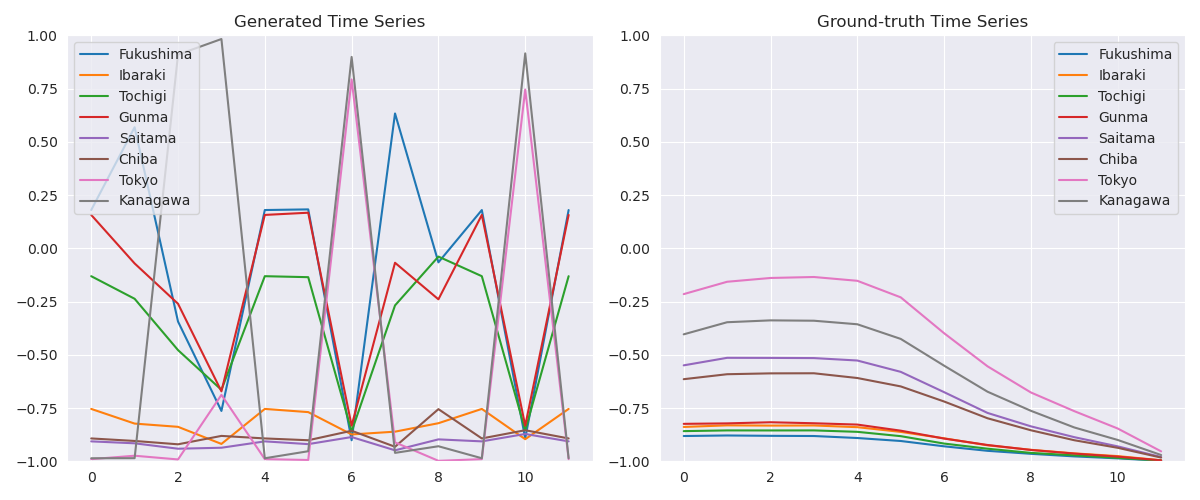 Generated Time Series
1.00
0.75
0.50
0.25
0.00
−0.25
−0.50
−0.75
−1.00
0 2 4 6 8 10
Fukushima
Ibaraki
Tochigi
Gunma
Saitama
Chiba
Tokyo
Kanagawa
Ground-truth Time Series
1.00
0.75
0.50
0.25
0.00
−0.25
−0.50
−0.75
−1.00
0 2 4 6 8 10
Fukushima
Ibaraki
Tochigi
Gunma
Saitama
Chiba
Tokyo
Kanagawa